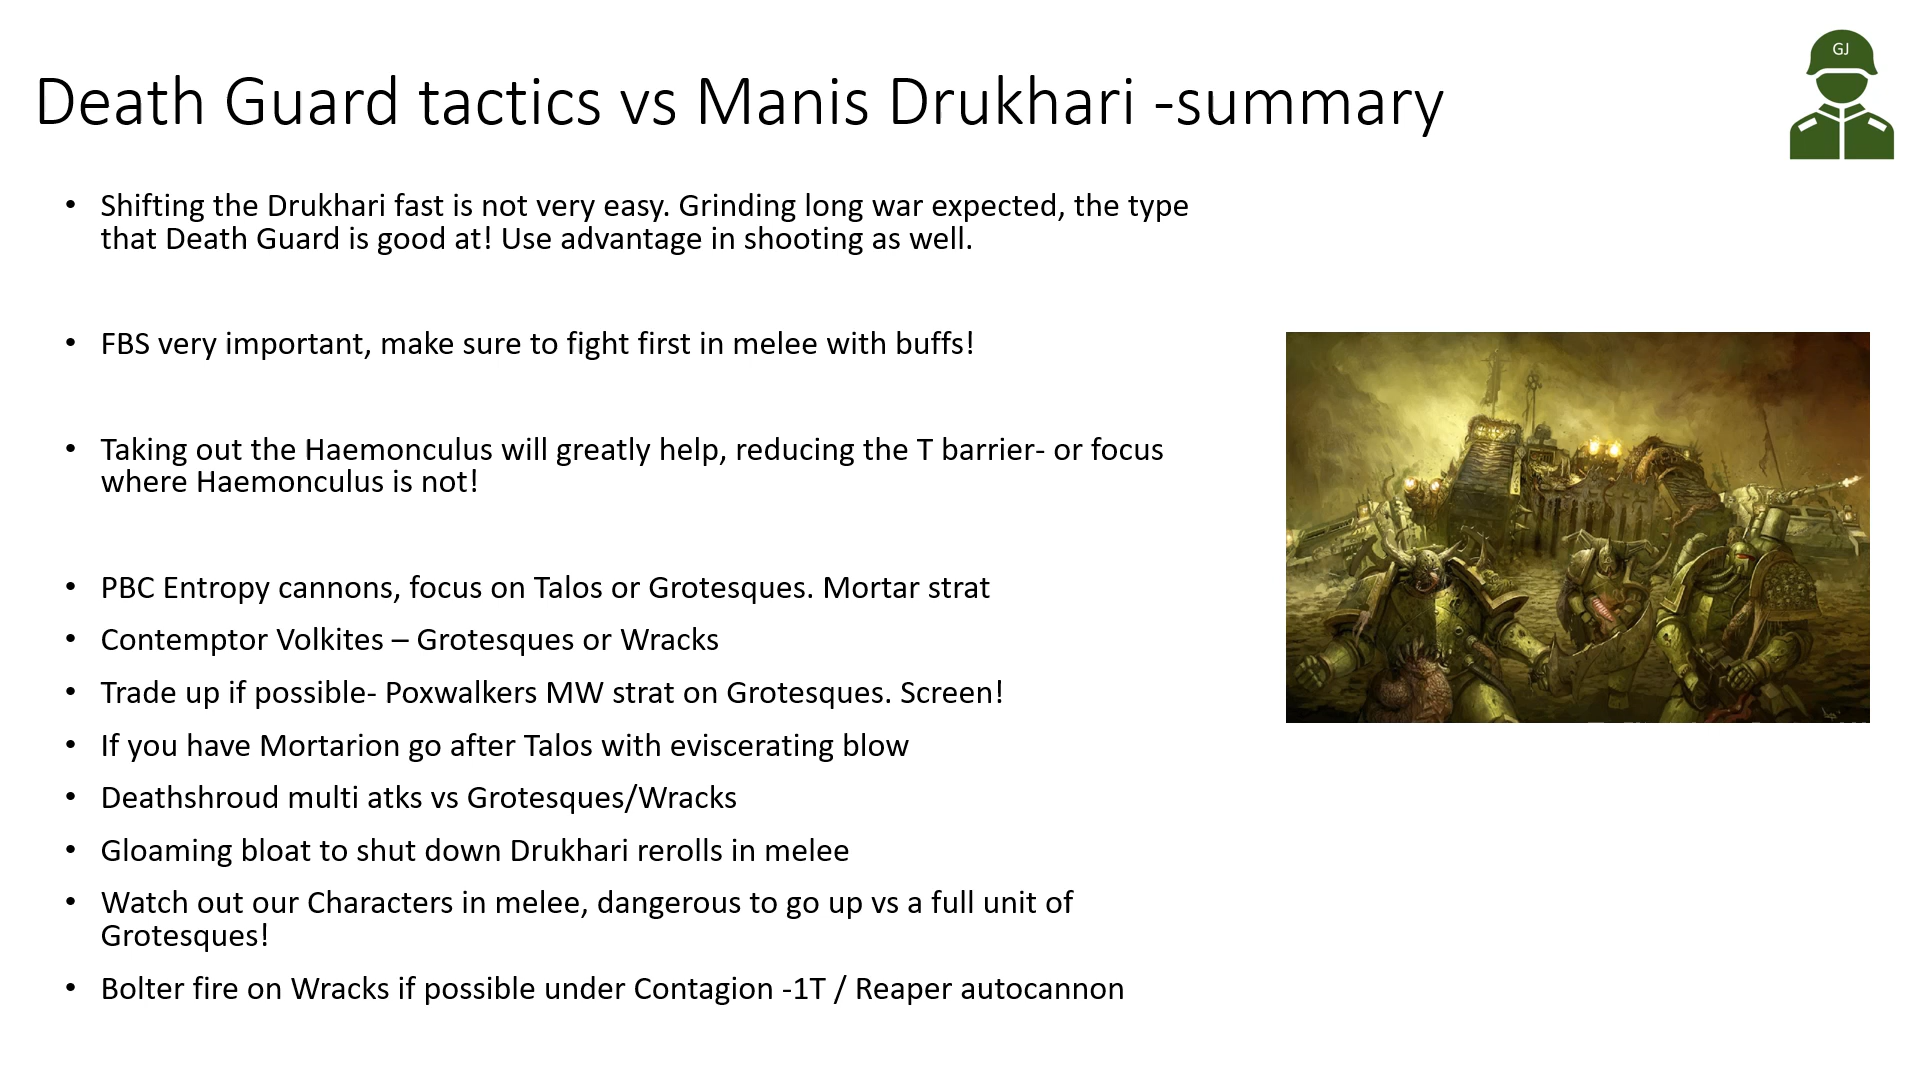 GJ
Death Guard tactics vs Manis Drukhari -summary
• Shifting the Drukhari fast is not very easy. Grinding long war expected, the type
that Death Guard is good at! Use advantage in shooting as well.
• FBS very important, make sure to fight first in melee with buffs!
• Taking out the Haemonculus will greatly help, reducing the T barrier- or focus
where Haemonculus is not!
• PBC Entropy cannons, focus on Talos or Grotesques. Mortar strat
• Contemptor Volkites – Grotesques or Wracks
• Trade up if possible- Poxwalkers MW strat on Grotesques. Screen!
• If you have Mortarion go after Talos with eviscerating blow
• Deathshroud multi atks vs Grotesques/Wracks
• Gloaming bloat to shut down Drukhari rerolls in melee
• Watch out our Characters in melee, dangerous to go up vs a full unit of
Grotesques!
• Bolter fire on Wracks if possible under Contagion -1T / Reaper autocannon